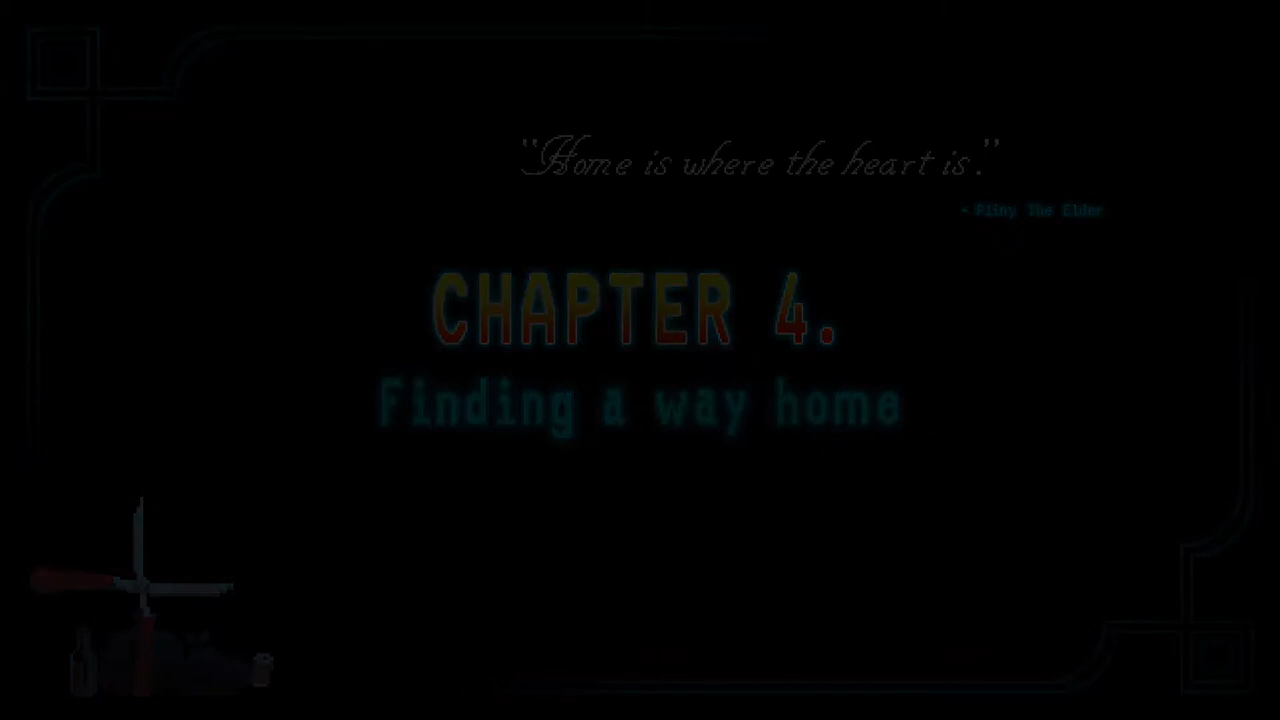 "Home is where the heart is."
- Pliny The Elder
CHAPTER 4.
Finding a way home